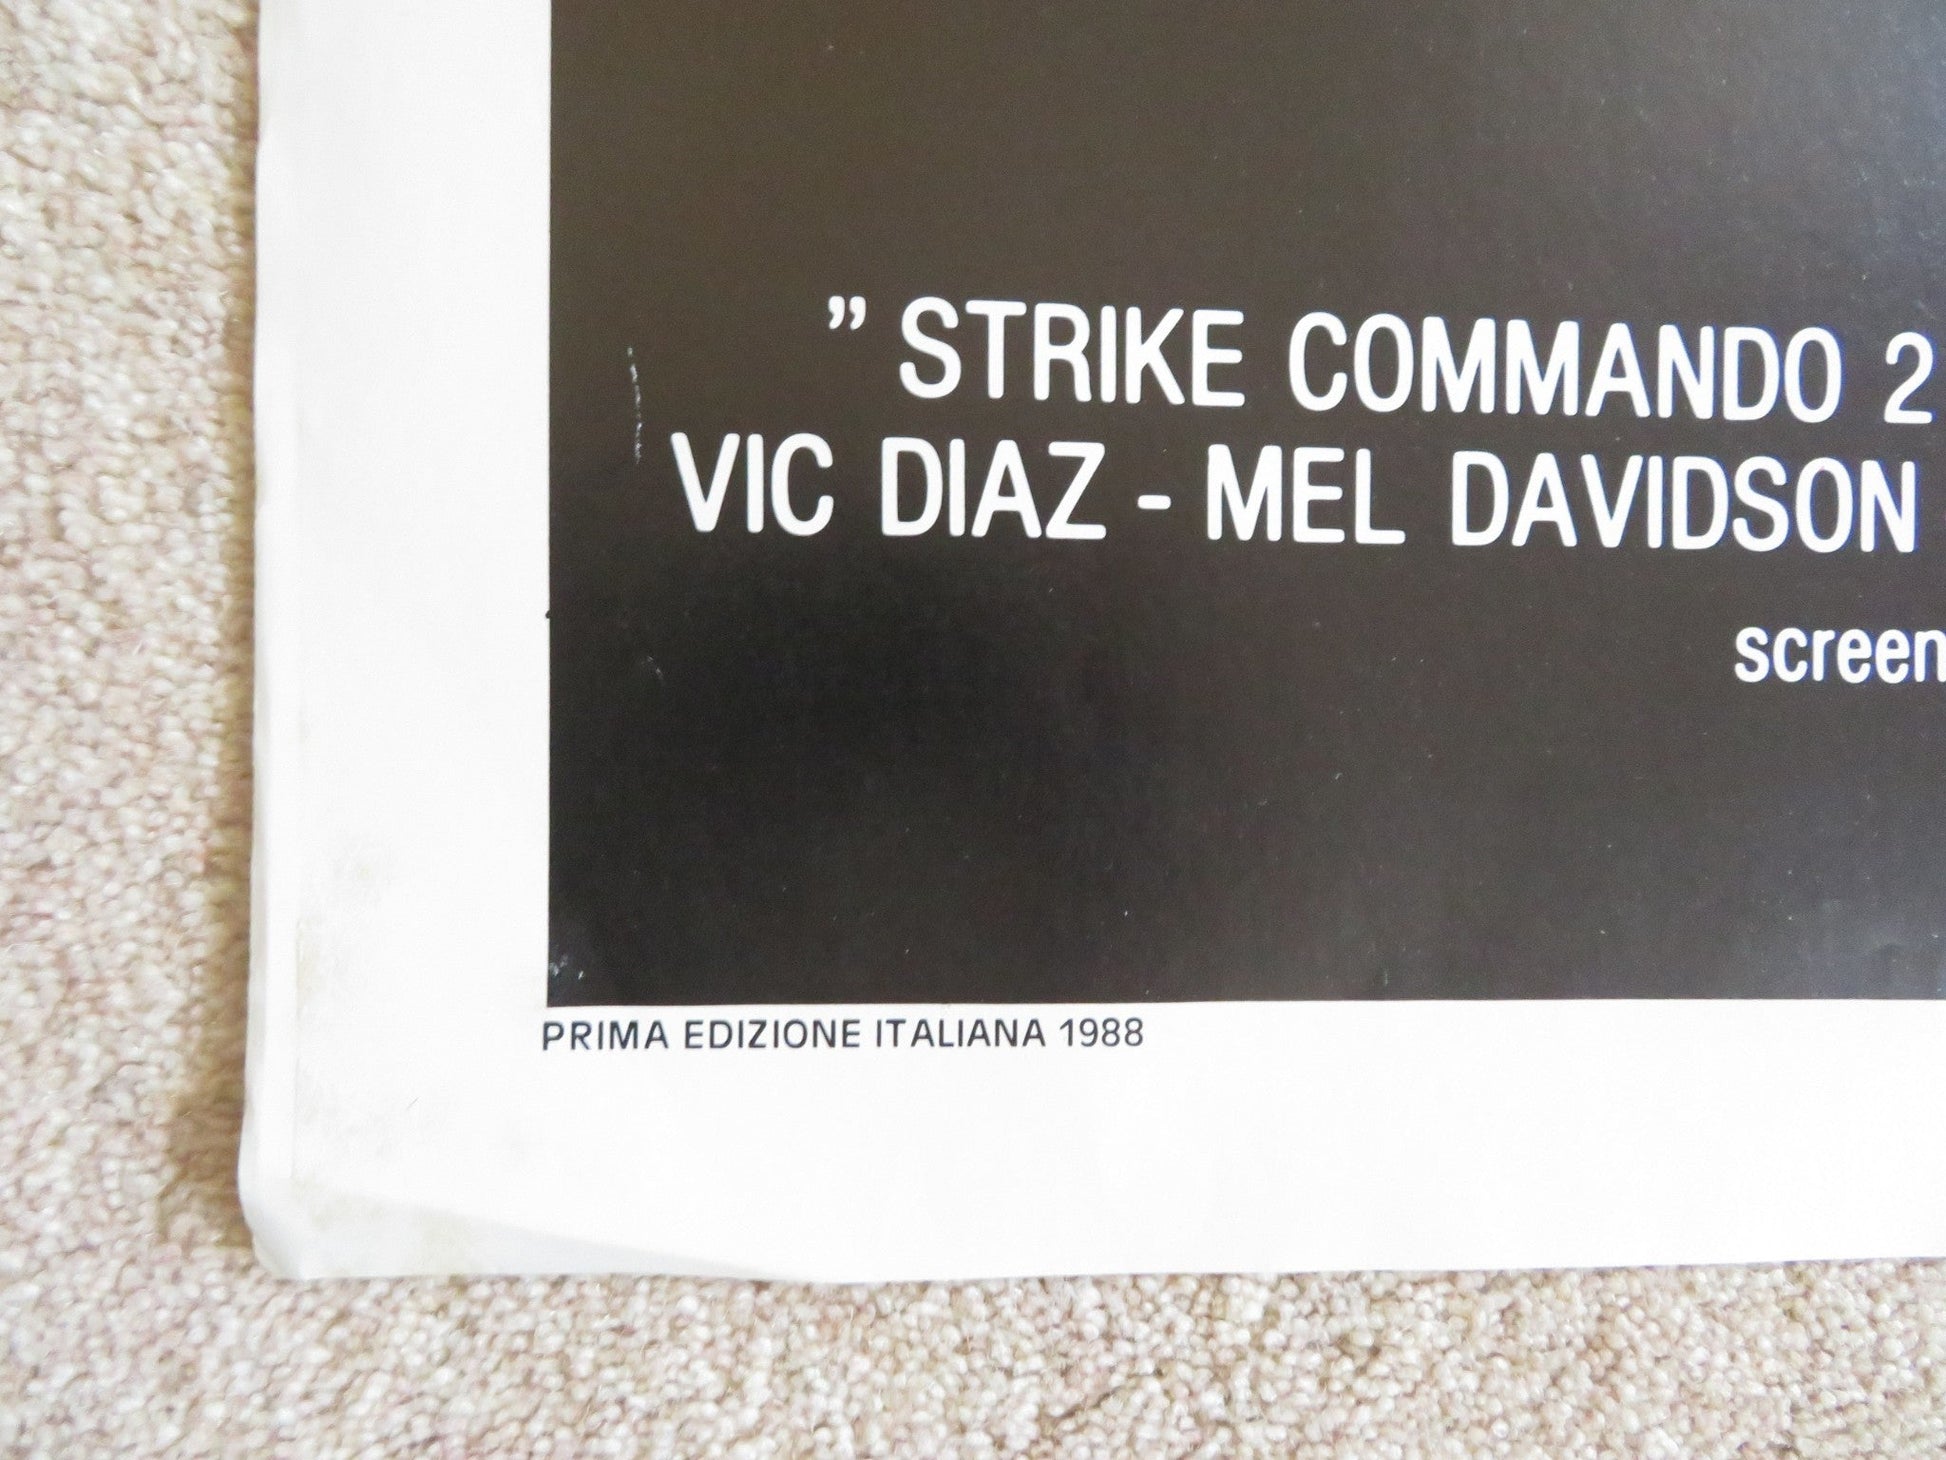 ” STRIKE COMMANDO 2
VIC DIAZ - MEL DAVIDSON
screen
PRIMA EDIZIONE ITALIANA 1988